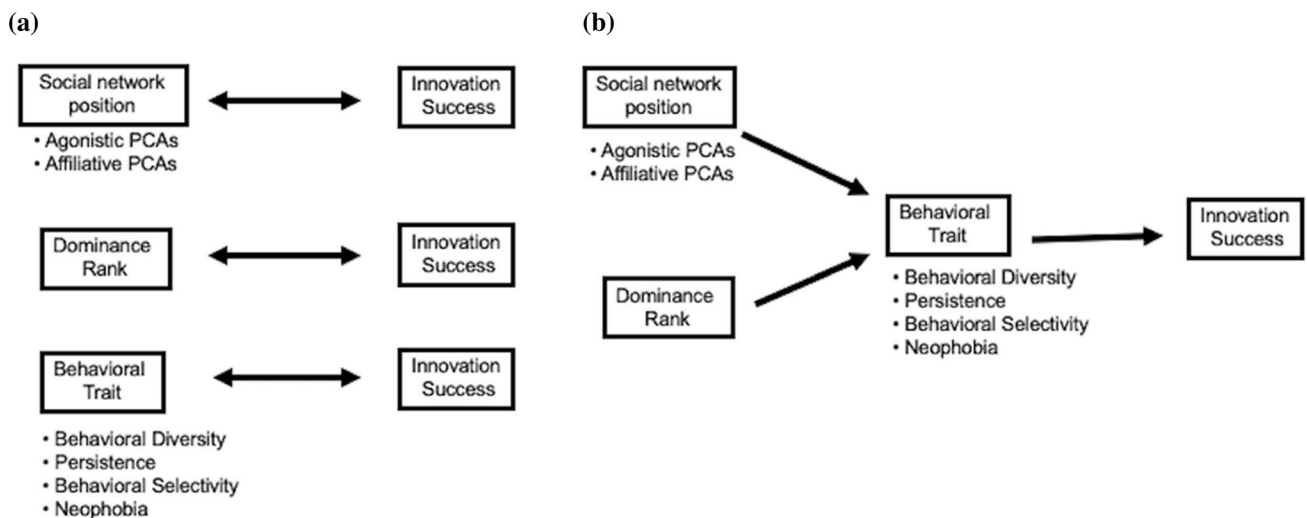 (a)
Social network
position
• Agonistic PCAs
• Affiliative PCAs
Innovation
Success
Dominance
Rank
Innovation
Success
Behavioral
Trait
• Behavioral Diversity
• Persistence
• Behavioral Selectivity
• Neophobia
Innovation
Success
(b)
Social network
position
• Agonistic PCAs
• Affiliative PCAs
Dominance
Rank
Behavioral
Trait
• Behavioral Diversity
• Persistence
• Behavioral Selectivity
• Neophobia
Innovation
Success